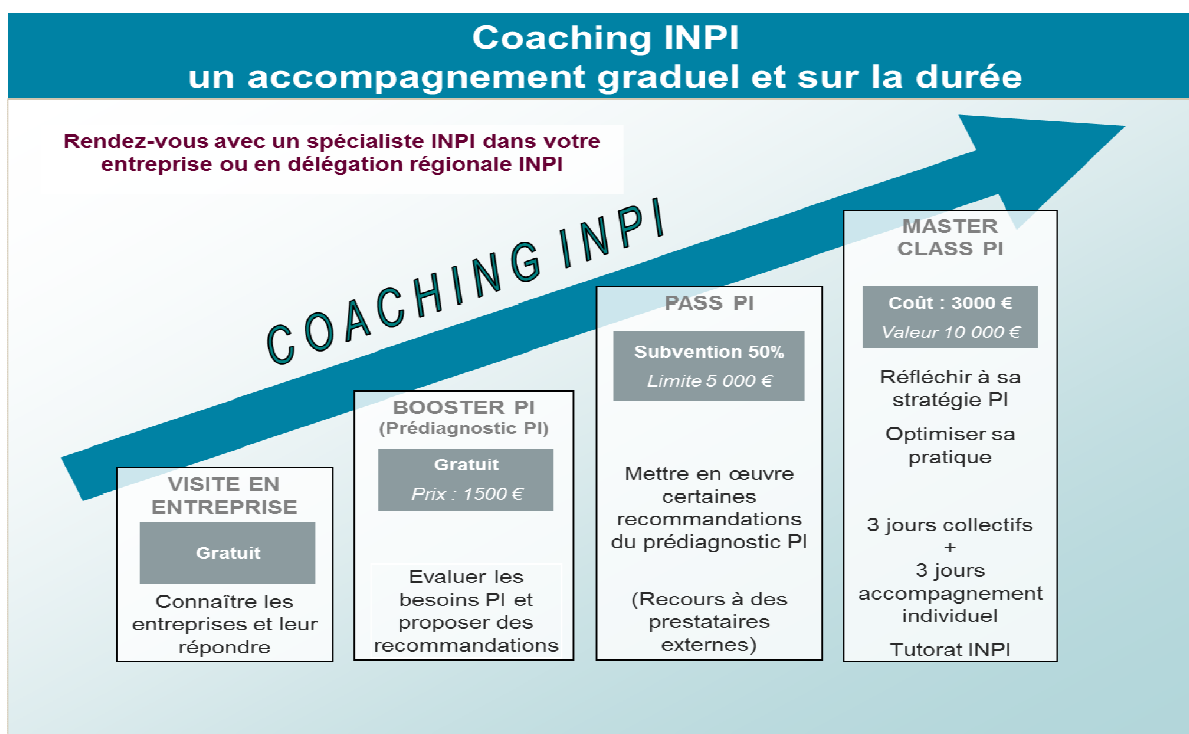 Coaching INPI
un accompagnement graduel et sur la durée
Rendez-vous avec un spécialiste INPI dans votre
entreprise ou en délégation régionale INPI
COACHING INPI
VISITE EN
ENTREPRISE
Gratuit
Connaître les
entreprises et leur
répondre
BOOSTER PI
(Prédiagnostic PI)
Gratuit
Prix : 1500 €
Evaluer les
besoins PI et
proposer des
recommandations
PASS PI
Subvention 50%
Limite 5 000 €
Mettre en œuvre
certaines
recommandations
du prédiagnostic PI
(Recours à des
prestataires
externes)
MASTER
CLASS PI
Coût : 3000 €
Valeur 10 000 €
Réfléchir à sa
stratégie PI
Optimiser sa
pratique
3 jours collectifs
+
3 jours
accompagnement
individuel
Tutorat INPI